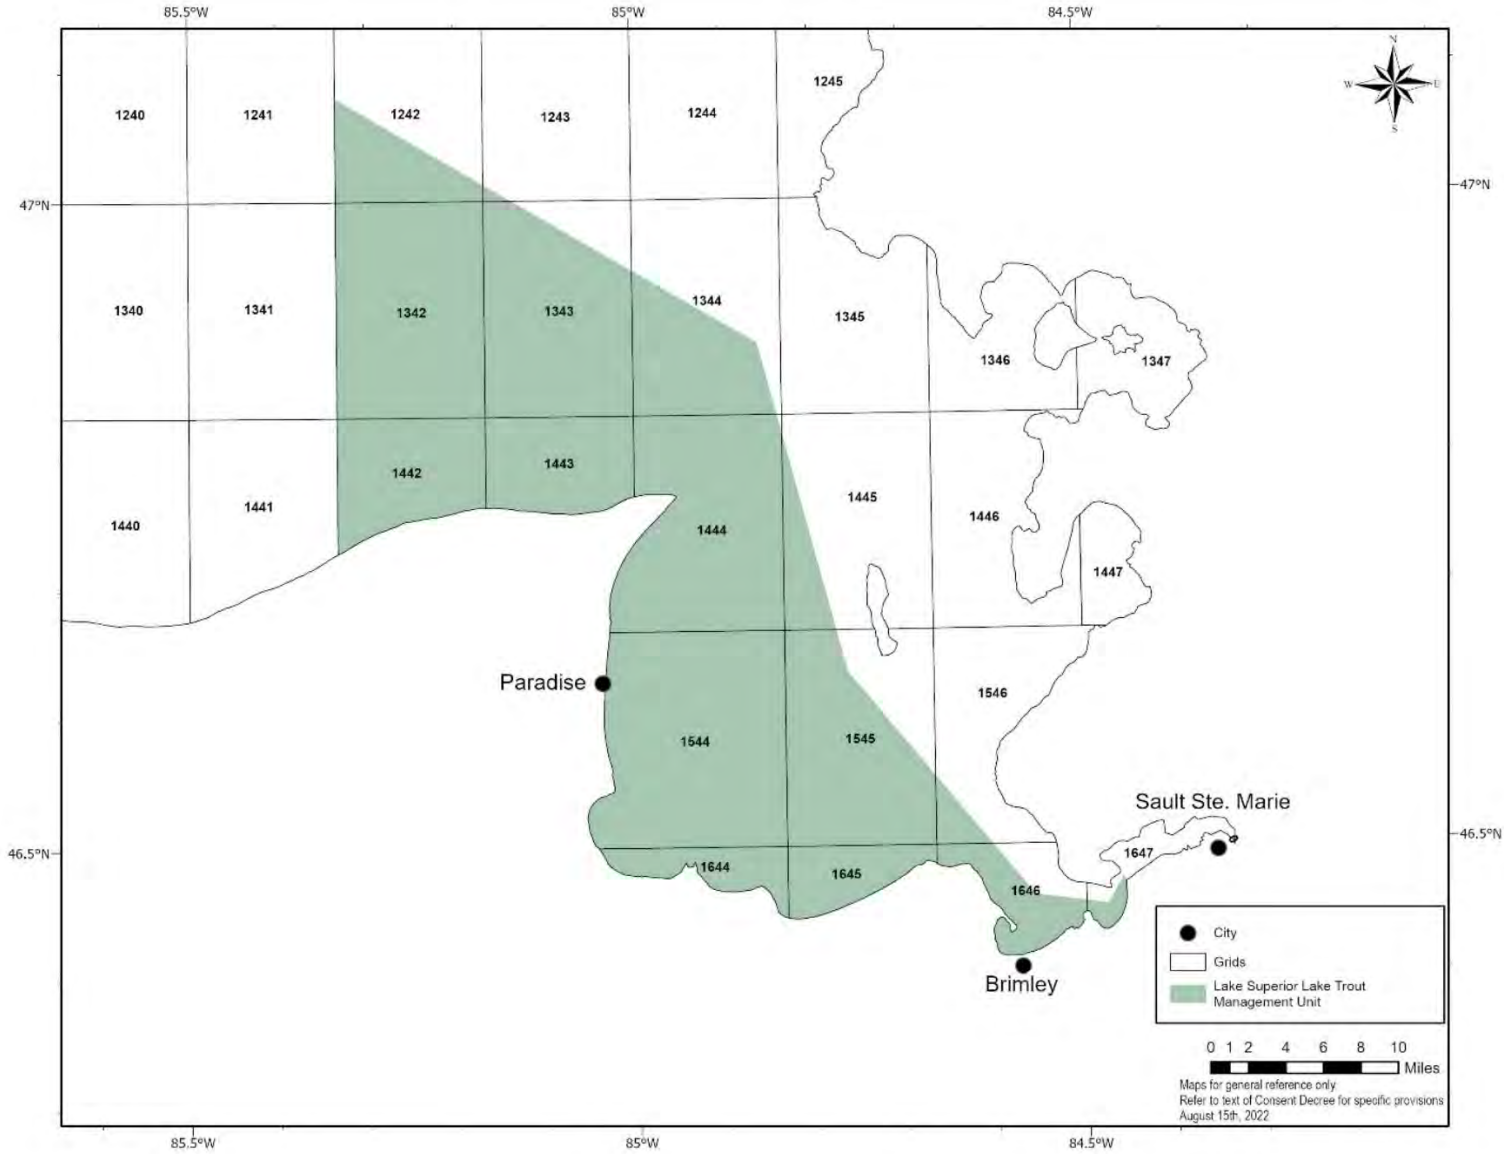 85.5°W 85°W 84.5°W
N
W E
S
1245
1240 1241 1242 1243 1244
47°N 47°N
1340 1341 1342 1343 1344 1345
1346 1347
1442 1443
1440 1441 1444 1445 1446
1447
Paradise
1546
1544 1545
Sault Ste. Marie
46.5°N 46.5°N
1644 1645 1646 1647
Brimley
City
Grids
Lake Superior Lake Trout
Management Unit
0 1 2 4 6 8 10
Miles
Maps for general reference only
Refer to text of Consent Decree for specific provisions
August 15th, 2022
85.5°W 85°W 84.5°W